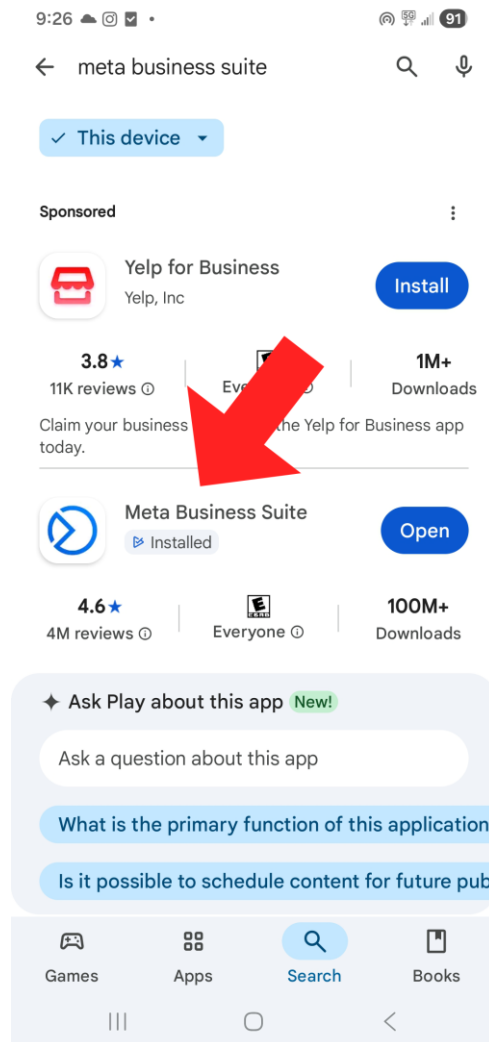 9:26
5G
91
meta business suite
This device
Sponsored
Yelp for Business
Yelp, Inc
Install
3.8★
11K reviews
1M+
Downloads
Claim your business
the Yelp for Business app
today.
Meta Business Suite
Installed
Open
4.6★
4M reviews
E
Everyone
100M+
Downloads
Ask Play about this app New!
Ask a question about this app
What is the primary function of this application
Is it possible to schedule content for future pub
Games
Apps
Search
Books